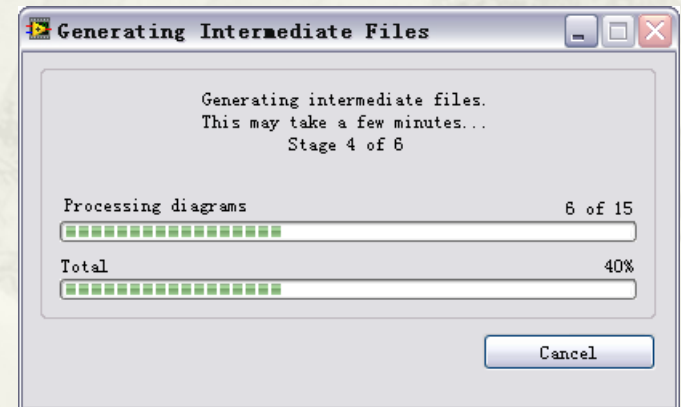 Generating Intermediate Files
Generating intermediate files.
This may take a few minutes...
Stage 4 of 6
Processing diagrams 6 of 15
Total 40%
Cancel